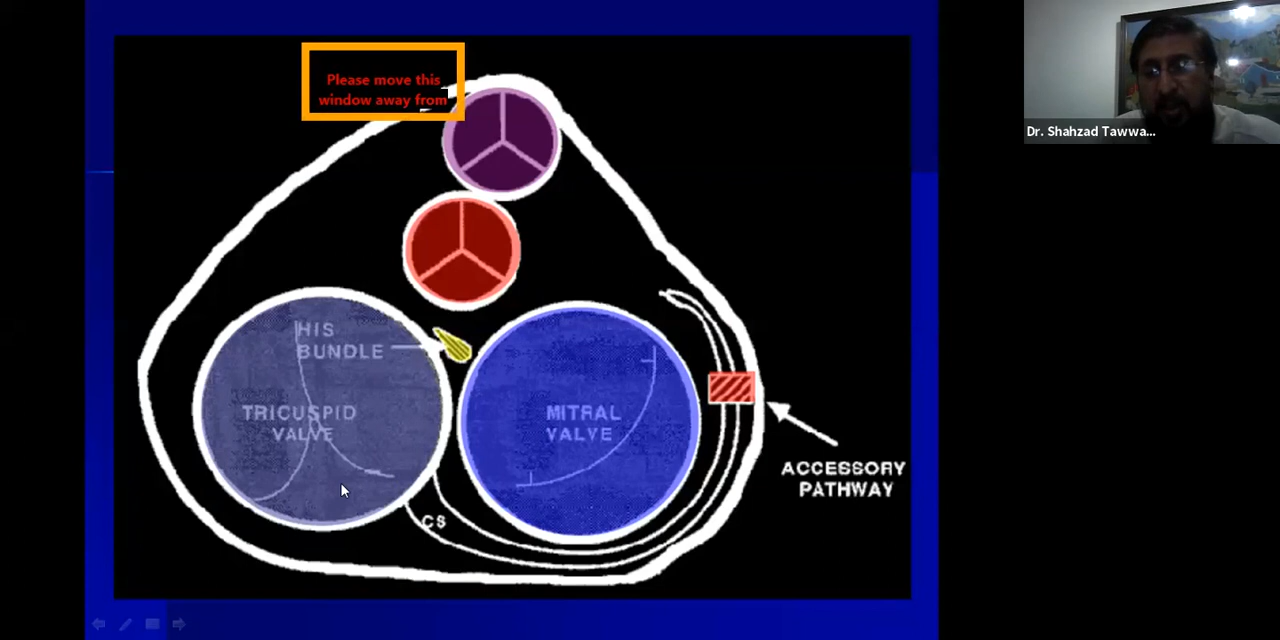 Please move this
window away from
Dr. Shahzad Tawwa...
HIS
BUNDLE
TRICUSPID
VALVE
MITRAL
VALVE
ACCESSORY
PATHWAY
CS